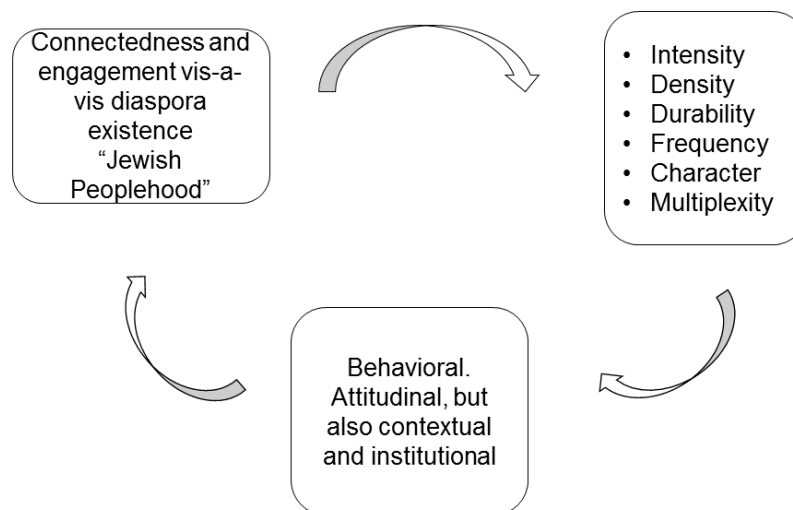 Connectedness and
engagement vis-a-
vis diaspora
existence
“Jewish
Peoplehood”
• Intensity
• Density
• Durability
• Frequency
• Character
• Multiplexity
Behavioral.
Attitudinal, but
also contextual
and institutional